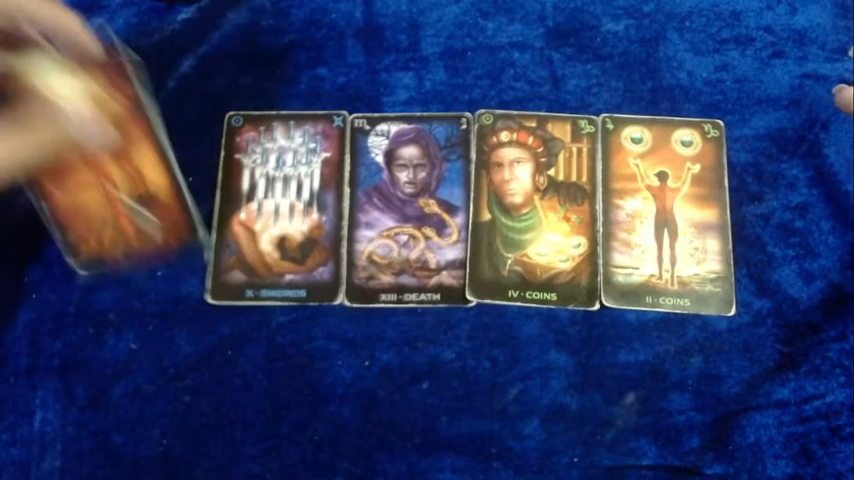 X · SWORDS
XIII · DEATH
IV · COINS
II · COINS